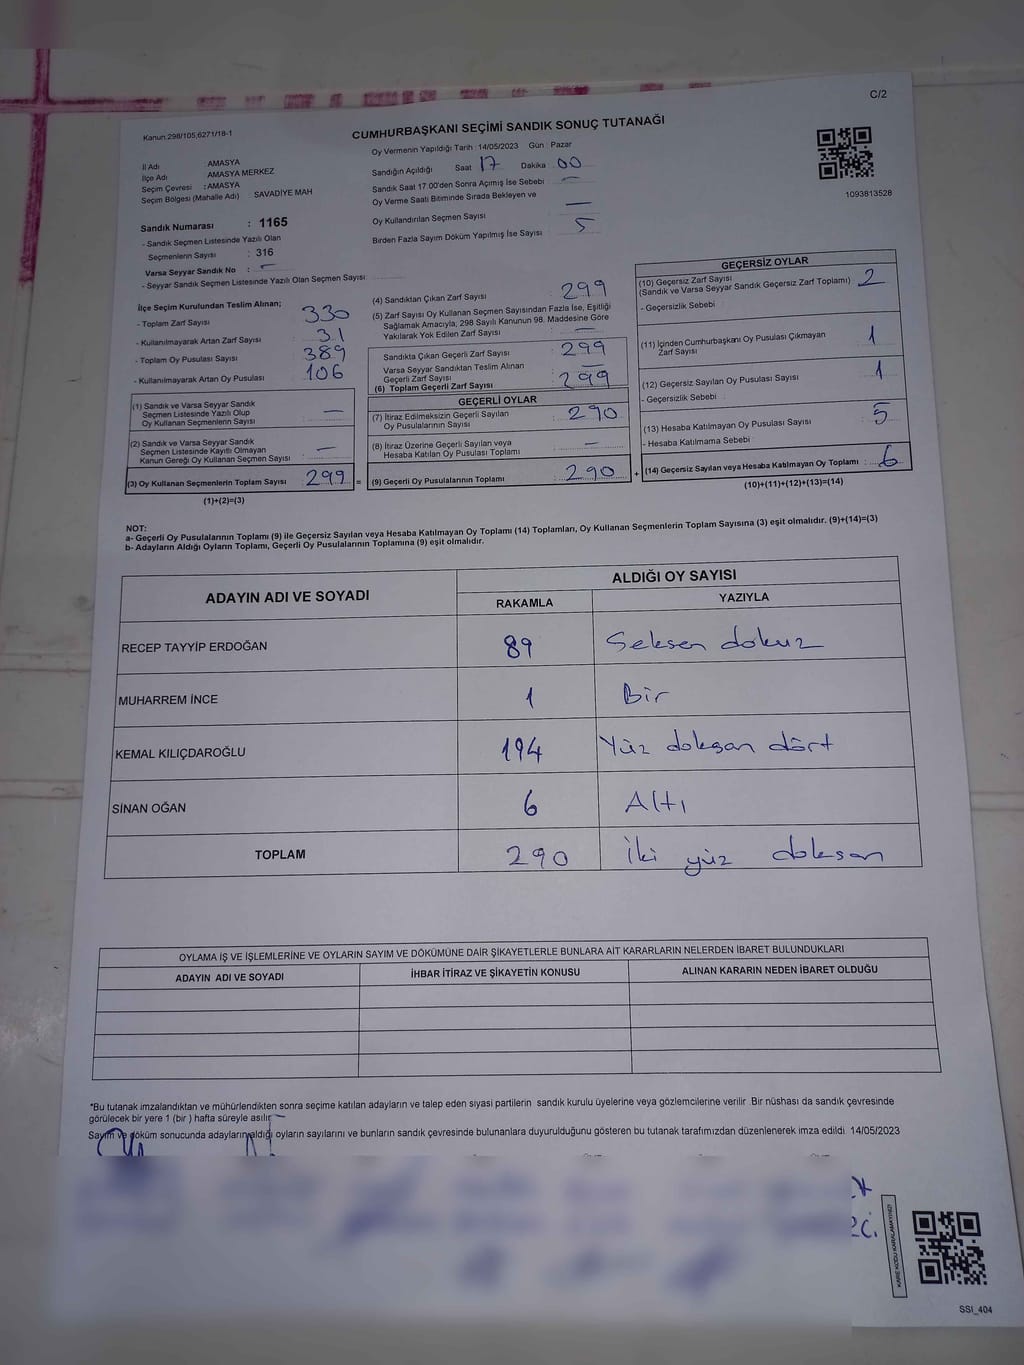 C/2
Kanun.298/105,6271/18-1
CUMHURBAŞKANI SEÇİMİ SANDIK SONUÇ TUTANAĞI
Oy Vermenin Yapıldığı Tarih : 14/05/2023 Gün : Pazar
İl Adı AMASYA
İlçe Adı AMASYA MERKEZ
Seçim Çevresi : AMASYA
Seçim Bölgesi (Mahalle Adı) SAVADİYE MAH
Sandığın Açıldığı Saat 17 Dakika 00
Sandık Saat 17.00'den Sonra Açımış İse Sebebi : —
Oy Verme Saati Bitiminde Sırada Bekleyen ve
Oy Kullandırılan Seçmen Sayısı —
Birden Fazla Sayım Döküm Yapılmış İse Sayısı : 5
1093813528
Sandık Numarası : 1165
- Sandık Seçmen Listesinde Yazılı Olan
Seçmenlerin Sayısı : 316
Varsa Seyyar Sandık No : —
- Seyyar Sandık Seçmen Listesinde Yazılı Olan Seçmen Sayısı :
İlçe Seçim Kurulundan Teslim Alınan;
- Toplam Zarf Sayısı : 330
- Kullanılmayarak Artan Zarf Sayısı : 31
- Toplam Oy Pusulası Sayısı : 389
- Kullanılmayarak Artan Oy Pusulası : 106
(1) Sandık ve Varsa Seyyar Sandık
Seçmen Listesinde Yazılı Olup
Oy Kullanan Seçmenlerin Sayısı : —
(2) Sandık ve Varsa Seyyar Sandık
Seçmen Listesinde Kayıtlı Olmayan
Kanun Gereği Oy Kullanan Seçmen Sayısı : —
(3) Oy Kullanan Seçmenlerin Toplam Sayısı : 299 =
(1)+(2)=(3)
(4) Sandıktan Çıkan Zarf Sayısı : 299
(5) Zarf Sayısı Oy Kullanan Seçmen Sayısından Fazla İse, Eşitliği
Sağlamak Amacıyla, 298 Sayılı Kanunun 98. Maddesine Göre
Yakılarak Yok Edilen Zarf Sayısı : —
Sandıkta Çıkan Geçerli Zarf Sayısı : 299
Varsa Seyyar Sandıktan Teslim Alınan
Geçerli Zarf Sayısı : —
(6) Toplam Geçerli Zarf Sayısı : 299
GEÇERLİ OYLAR
(7) İtiraz Edilmeksizin Geçerli Sayılan
Oy Pusulalarının Sayısı : 290
(8) İtiraz Üzerine Geçerli Sayılan veya
Hesaba Katılan Oy Pusulası Toplamı : —
(9) Geçerli Oy Pusulalarının Toplamı : 290 +
GEÇERSİZ OYLAR
(10) Geçersiz Zarf Sayısı
(Sandık ve Varsa Seyyar Sandık Geçersiz Zarf Toplamı) : 2
- Geçersizlik Sebebi
(11) İçinden Cumhurbaşkanı Oy Pusulası Çıkmayan
Zarf Sayısı : 1
(12) Geçersiz Sayılan Oy Pusulası Sayısı : 1
- Geçersizlik Sebebi
(13) Hesaba Katılmayan Oy Pusulası Sayısı : 5
- Hesaba Katılmama Sebebi
(14) Geçersiz Sayılan veya Hesaba Katılmayan Oy Toplamı : 6
(10)+(11)+(12)+(13)=(14)
NOT:
a- Geçerli Oy Pusulalarının Toplamı (9) ile Geçersiz Sayılan veya Hesaba Katılmayan Oy Toplamı (14) Toplamları, Oy Kullanan Seçmenlerin Toplam Sayısına (3) eşit olmalıdır. (9)+(14)=(3)
b- Adayların Aldığı Oyların Toplamı, Geçerli Oy Pusulalarının Toplamına (9) eşit olmalıdır.
ADAYIN ADI VE SOYADI ALDIĞI OY SAYISI
RAKAMLA YAZIYLA
RECEP TAYYİP ERDOĞAN 89 Seksen dokuz
MUHARREM İNCE 1 Bir
KEMAL KILIÇDAROĞLU 194 Yüz doksan dört
SİNAN OĞAN 6 Altı
TOPLAM 290 İki yüz doksan
OYLAMA İŞ VE İŞLEMLERİNE VE OYLARIN SAYIM VE DÖKÜMÜNE DAİR ŞİKAYETLERLE BUNLARA AİT KARARLARIN NELERDEN İBARET BULUNDUKLARI
ADAYIN ADI VE SOYADI İHBAR İTİRAZ VE ŞİKAYETİN KONUSU ALINAN KARARIN NEDEN İBARET OLDUĞU
*Bu tutanak imzalandıktan ve mühürlendikten sonra seçime katılan adayların ve talep eden siyasi partilerin sandık kurulu üyelerine veya gözlemcilerine verilir .Bir nüshası da sandık çevresinde
görülecek bir yere 1 (bir ) hafta süreyle asılır.
Sayım ve döküm sonucunda adayların aldığı oyların sayılarını ve bunların sandık çevresinde bulunanlara duyurulduğunu gösteren bu tutanak tarafımızdan düzenlenerek imza edildi. 14/05/2023
KARE KODU KARALAMAYINIZ!
SSI_404